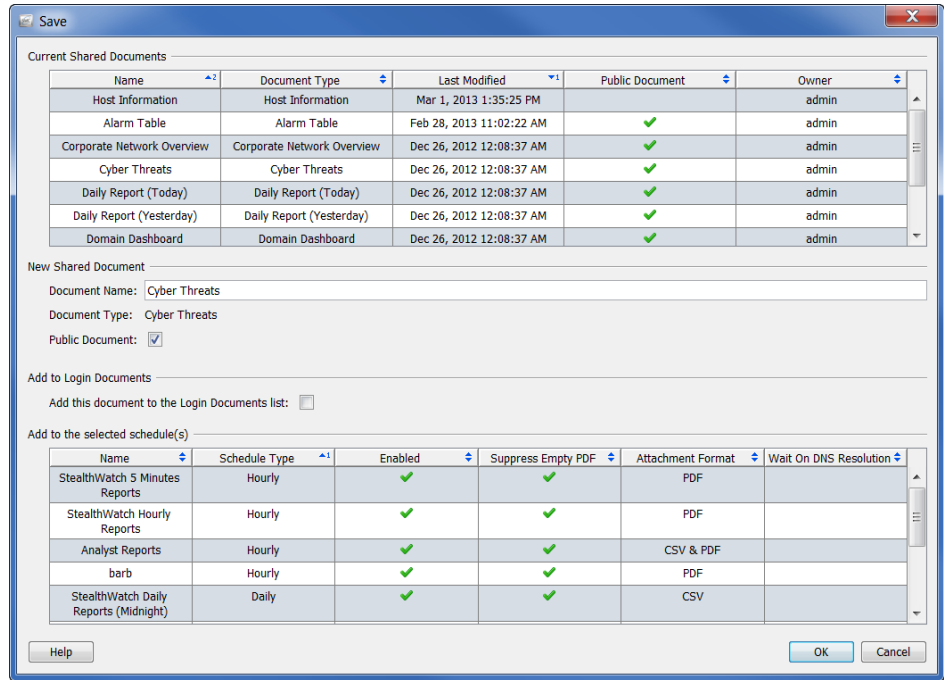 Save
Current Shared Documents
Name 2 Document Type Last Modified 1 Public Document Owner
Host Information Host Information Mar 1, 2013 1:35:25 PM admin
Alarm Table Alarm Table Feb 28, 2013 11:02:22 AM admin
Corporate Network Overview Corporate Network Overview Dec 26, 2012 12:08:37 AM admin
Cyber Threats Cyber Threats Dec 26, 2012 12:08:37 AM admin
Daily Report (Today) Daily Report (Today) Dec 26, 2012 12:08:37 AM admin
Daily Report (Yesterday) Daily Report (Yesterday) Dec 26, 2012 12:08:37 AM admin
Domain Dashboard Domain Dashboard Dec 26, 2012 12:08:37 AM admin
New Shared Document
Document Name: Cyber Threats
Document Type: Cyber Threats
Public Document:
Add to Login Documents
Add this document to the Login Documents list:
Add to the selected schedule(s)
Name Schedule Type 1 Enabled Suppress Empty PDF Attachment Format Wait On DNS Resolution
StealthWatch 5 Minutes Hourly PDF
Reports
StealthWatch Hourly Hourly PDF
Reports
Analyst Reports Hourly CSV & PDF
barb Hourly PDF
StealthWatch Daily Daily CSV
Reports (Midnight)
Help OK Cancel